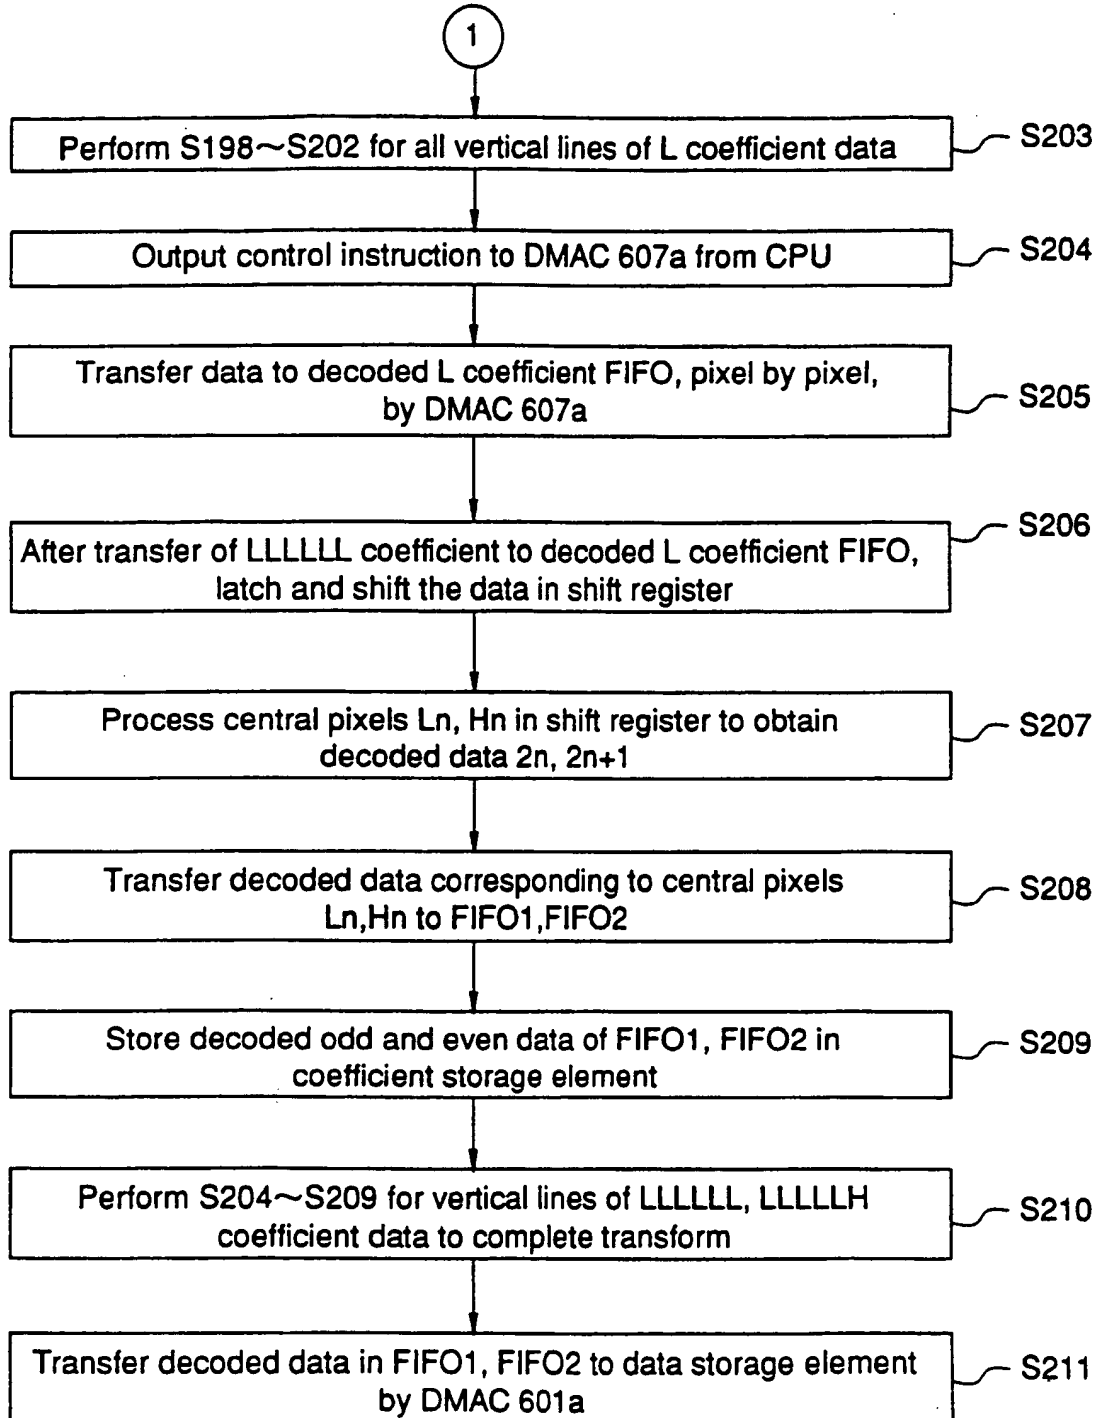 1
Perform S198～S202 for all vertical lines of L coefficient data
S203
Output control instruction to DMAC 607a from CPU
S204
Transfer data to decoded L coefficient FIFO, pixel by pixel,
by DMAC 607a
S205
After transfer of LLLLLL coefficient to decoded L coefficient FIFO,
latch and shift the data in shift register
S206
Process central pixels Ln, Hn in shift register to obtain
decoded data 2n, 2n+1
S207
Transfer decoded data corresponding to central pixels
Ln,Hn to FIFO1,FIFO2
S208
Store decoded odd and even data of FIFO1, FIFO2 in
coefficient storage element
S209
Perform S204～S209 for vertical lines of LLLLLL, LLLLLH
coefficient data to complete transform
S210
Transfer decoded data in FIFO1, FIFO2 to data storage element
by DMAC 601a
S211